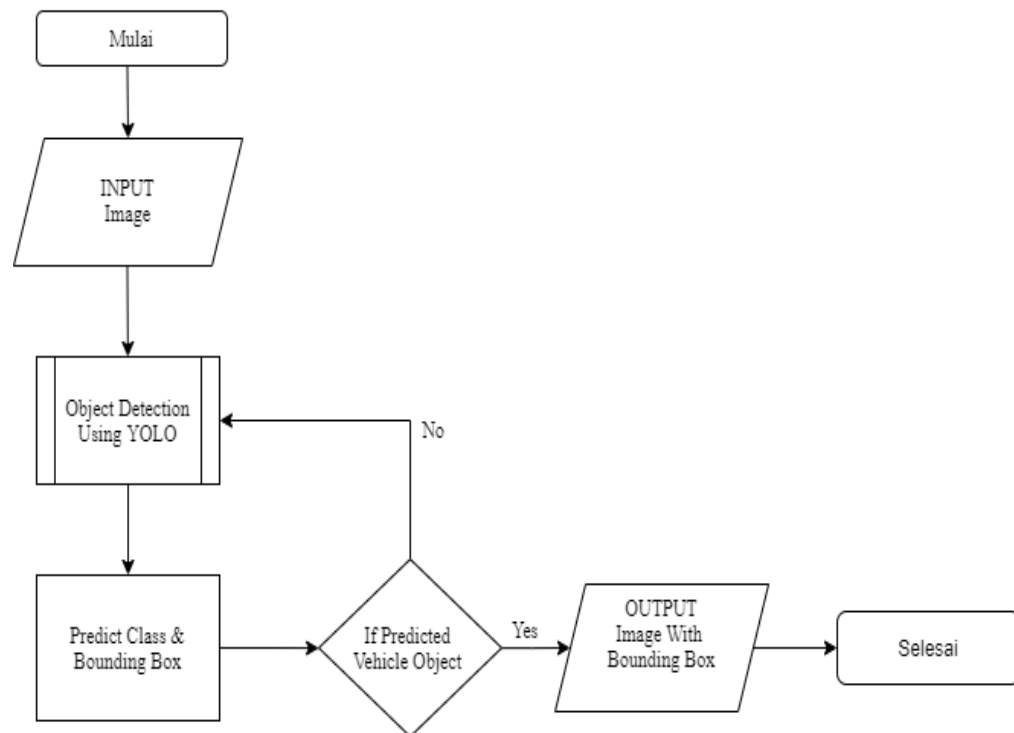 Mulai
INPUT
Image
Object Detection
Using YOLO
No
Predict Class &
Bounding Box
If Predicted
Vehicle Object
Yes
OUTPUT
Image With
Bounding Box
Selesai